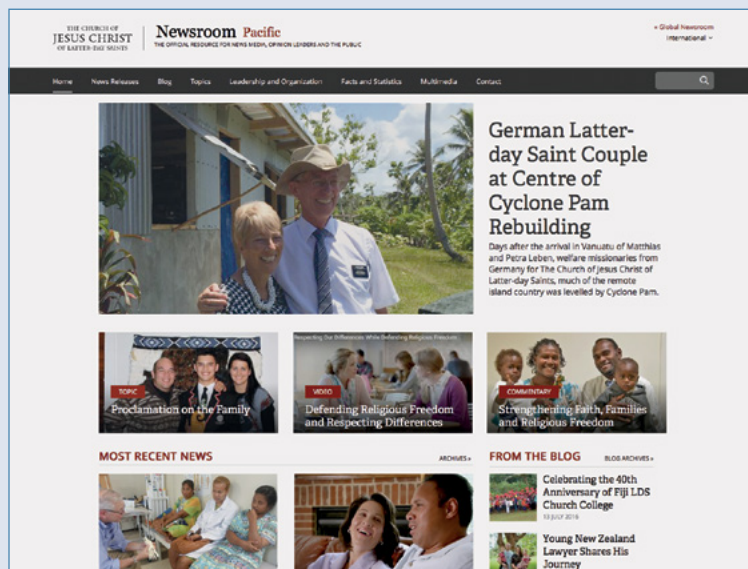 THE CHURCH OF
JESUS CHRIST
OF LATTER-DAY SAINTS
Newsroom Pacific
THE OFFICIAL RESOURCE FOR NEWS MEDIA, OPINION LEADERS AND THE PUBLIC
« Global Newsroom
International
Home
News Releases
Blog
Topics
Leadership and Organization
Facts and Statistics
Multimedia
Contact
German Latter-
day Saint Couple
at Centre of
Cyclone Pam
Rebuilding
Days after the arrival in Vanuatu of Matthias
and Petra Leben, welfare missionaries from
Germany for The Church of Jesus Christ of
Latter-day Saints, much of the remote
island country was levelled by Cyclone Pam.
TOPIC
Proclamation on the Family
Respecting Our Differences While Defending Religious Freedom
VIDEO
Defending Religious Freedom
and Respecting Differences
COMMENTARY
Strengthening Faith, Families
and Religious Freedom
MOST RECENT NEWS
ARCHIVES »
FROM THE BLOG
BLOG ARCHIVES »
Celebrating the 40th
Anniversary of Fiji LDS
Church College
13 JULY 2016
Young New Zealand
Lawyer Shares His
Journey